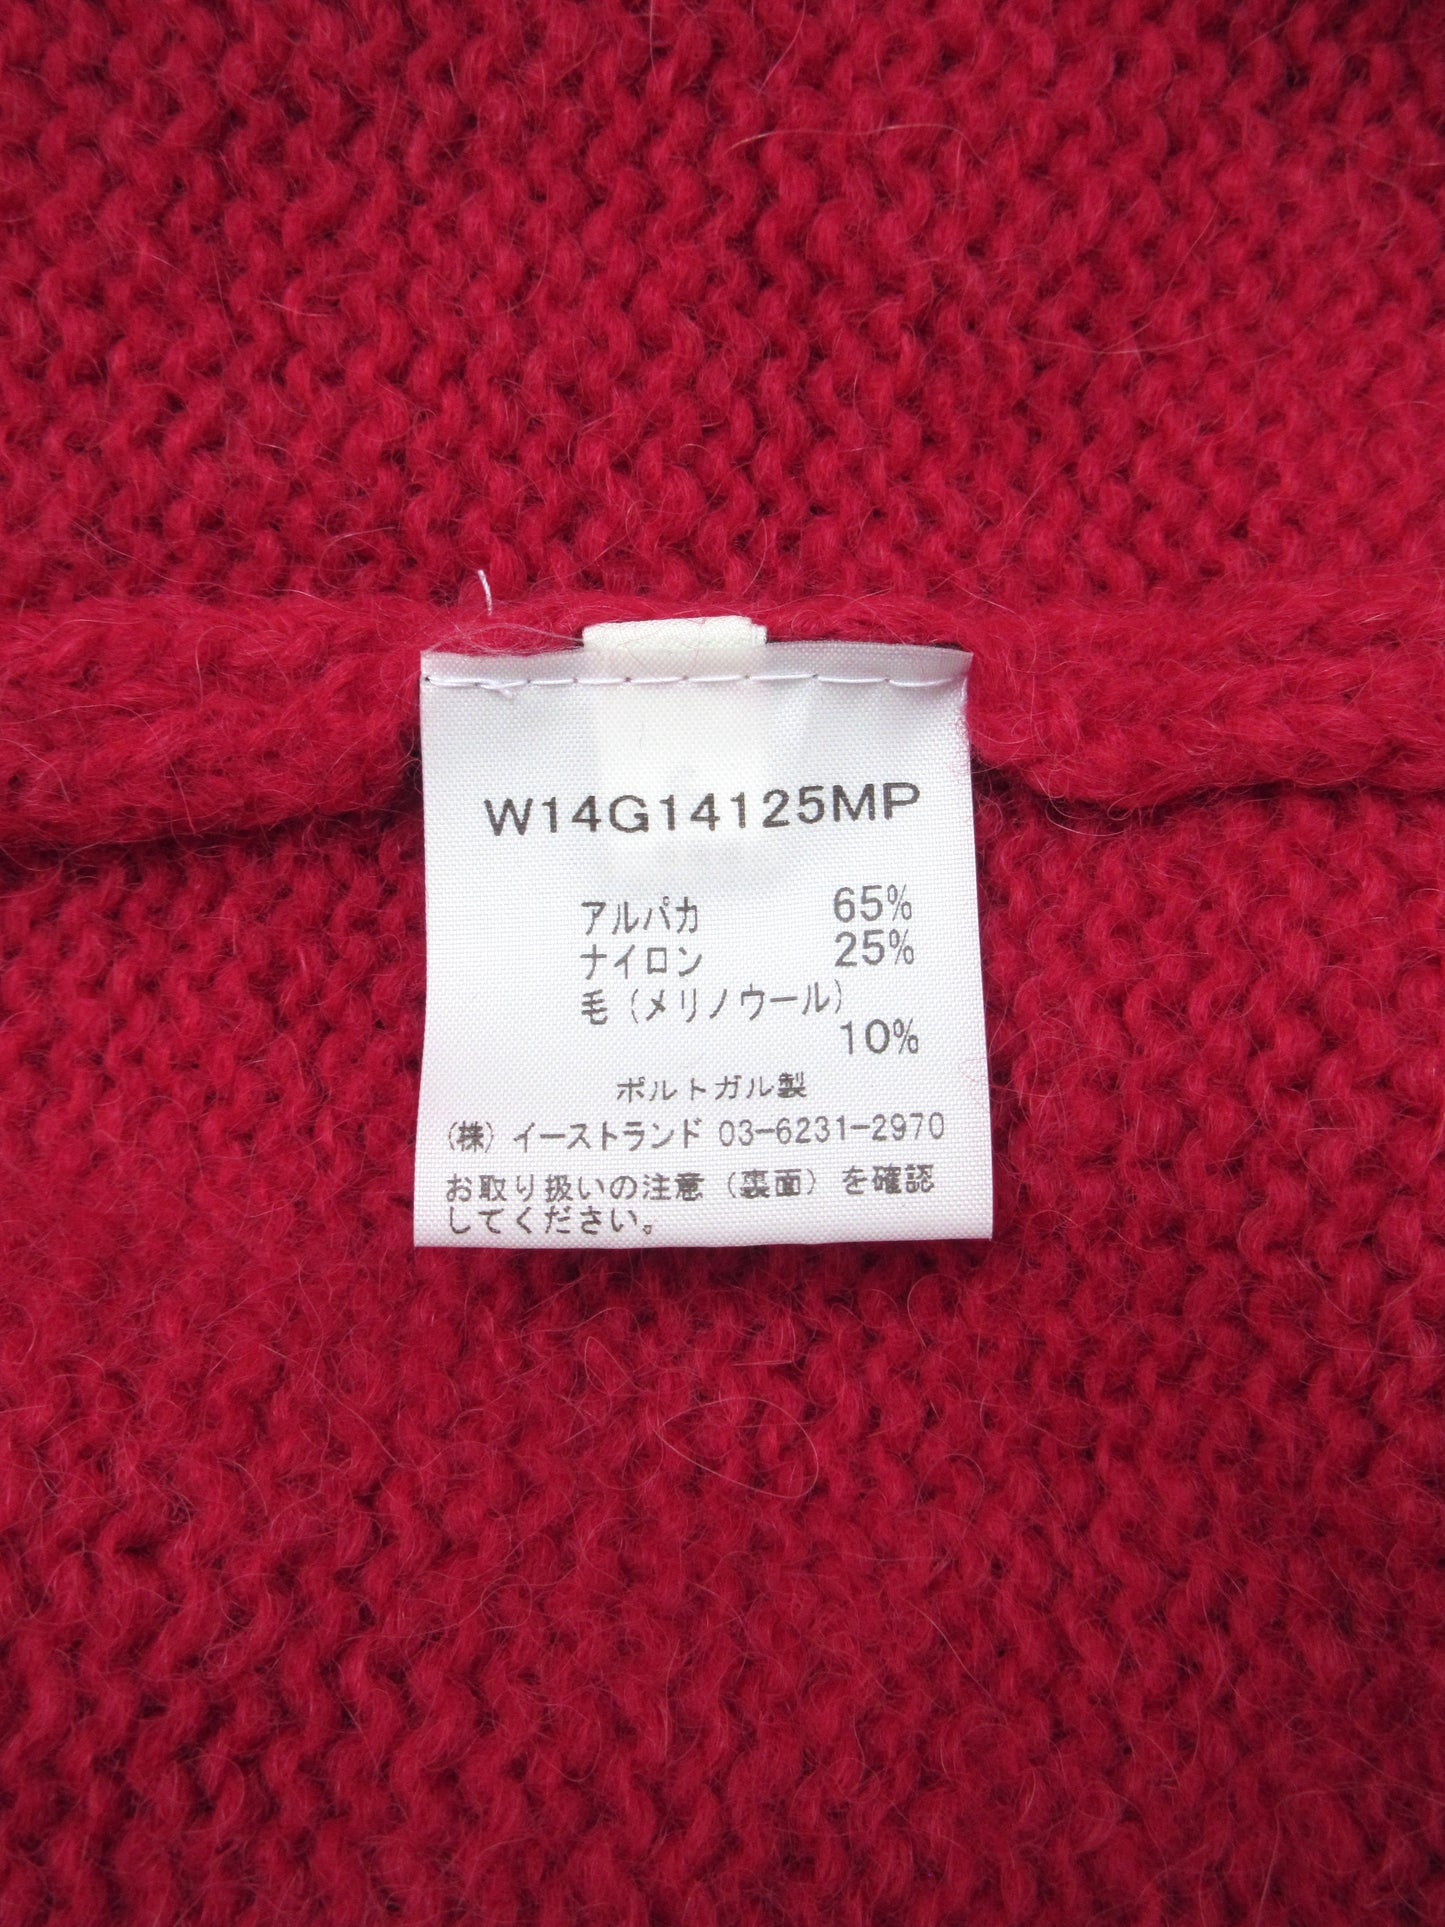 W14G14125MP
アルパカ 65%
ナイロン 25%
毛（メリノウール）
10%
ポルトガル製
（株）イーストランド 03-6231-2970
お取り扱いの注意（裏面）を確認
してください。